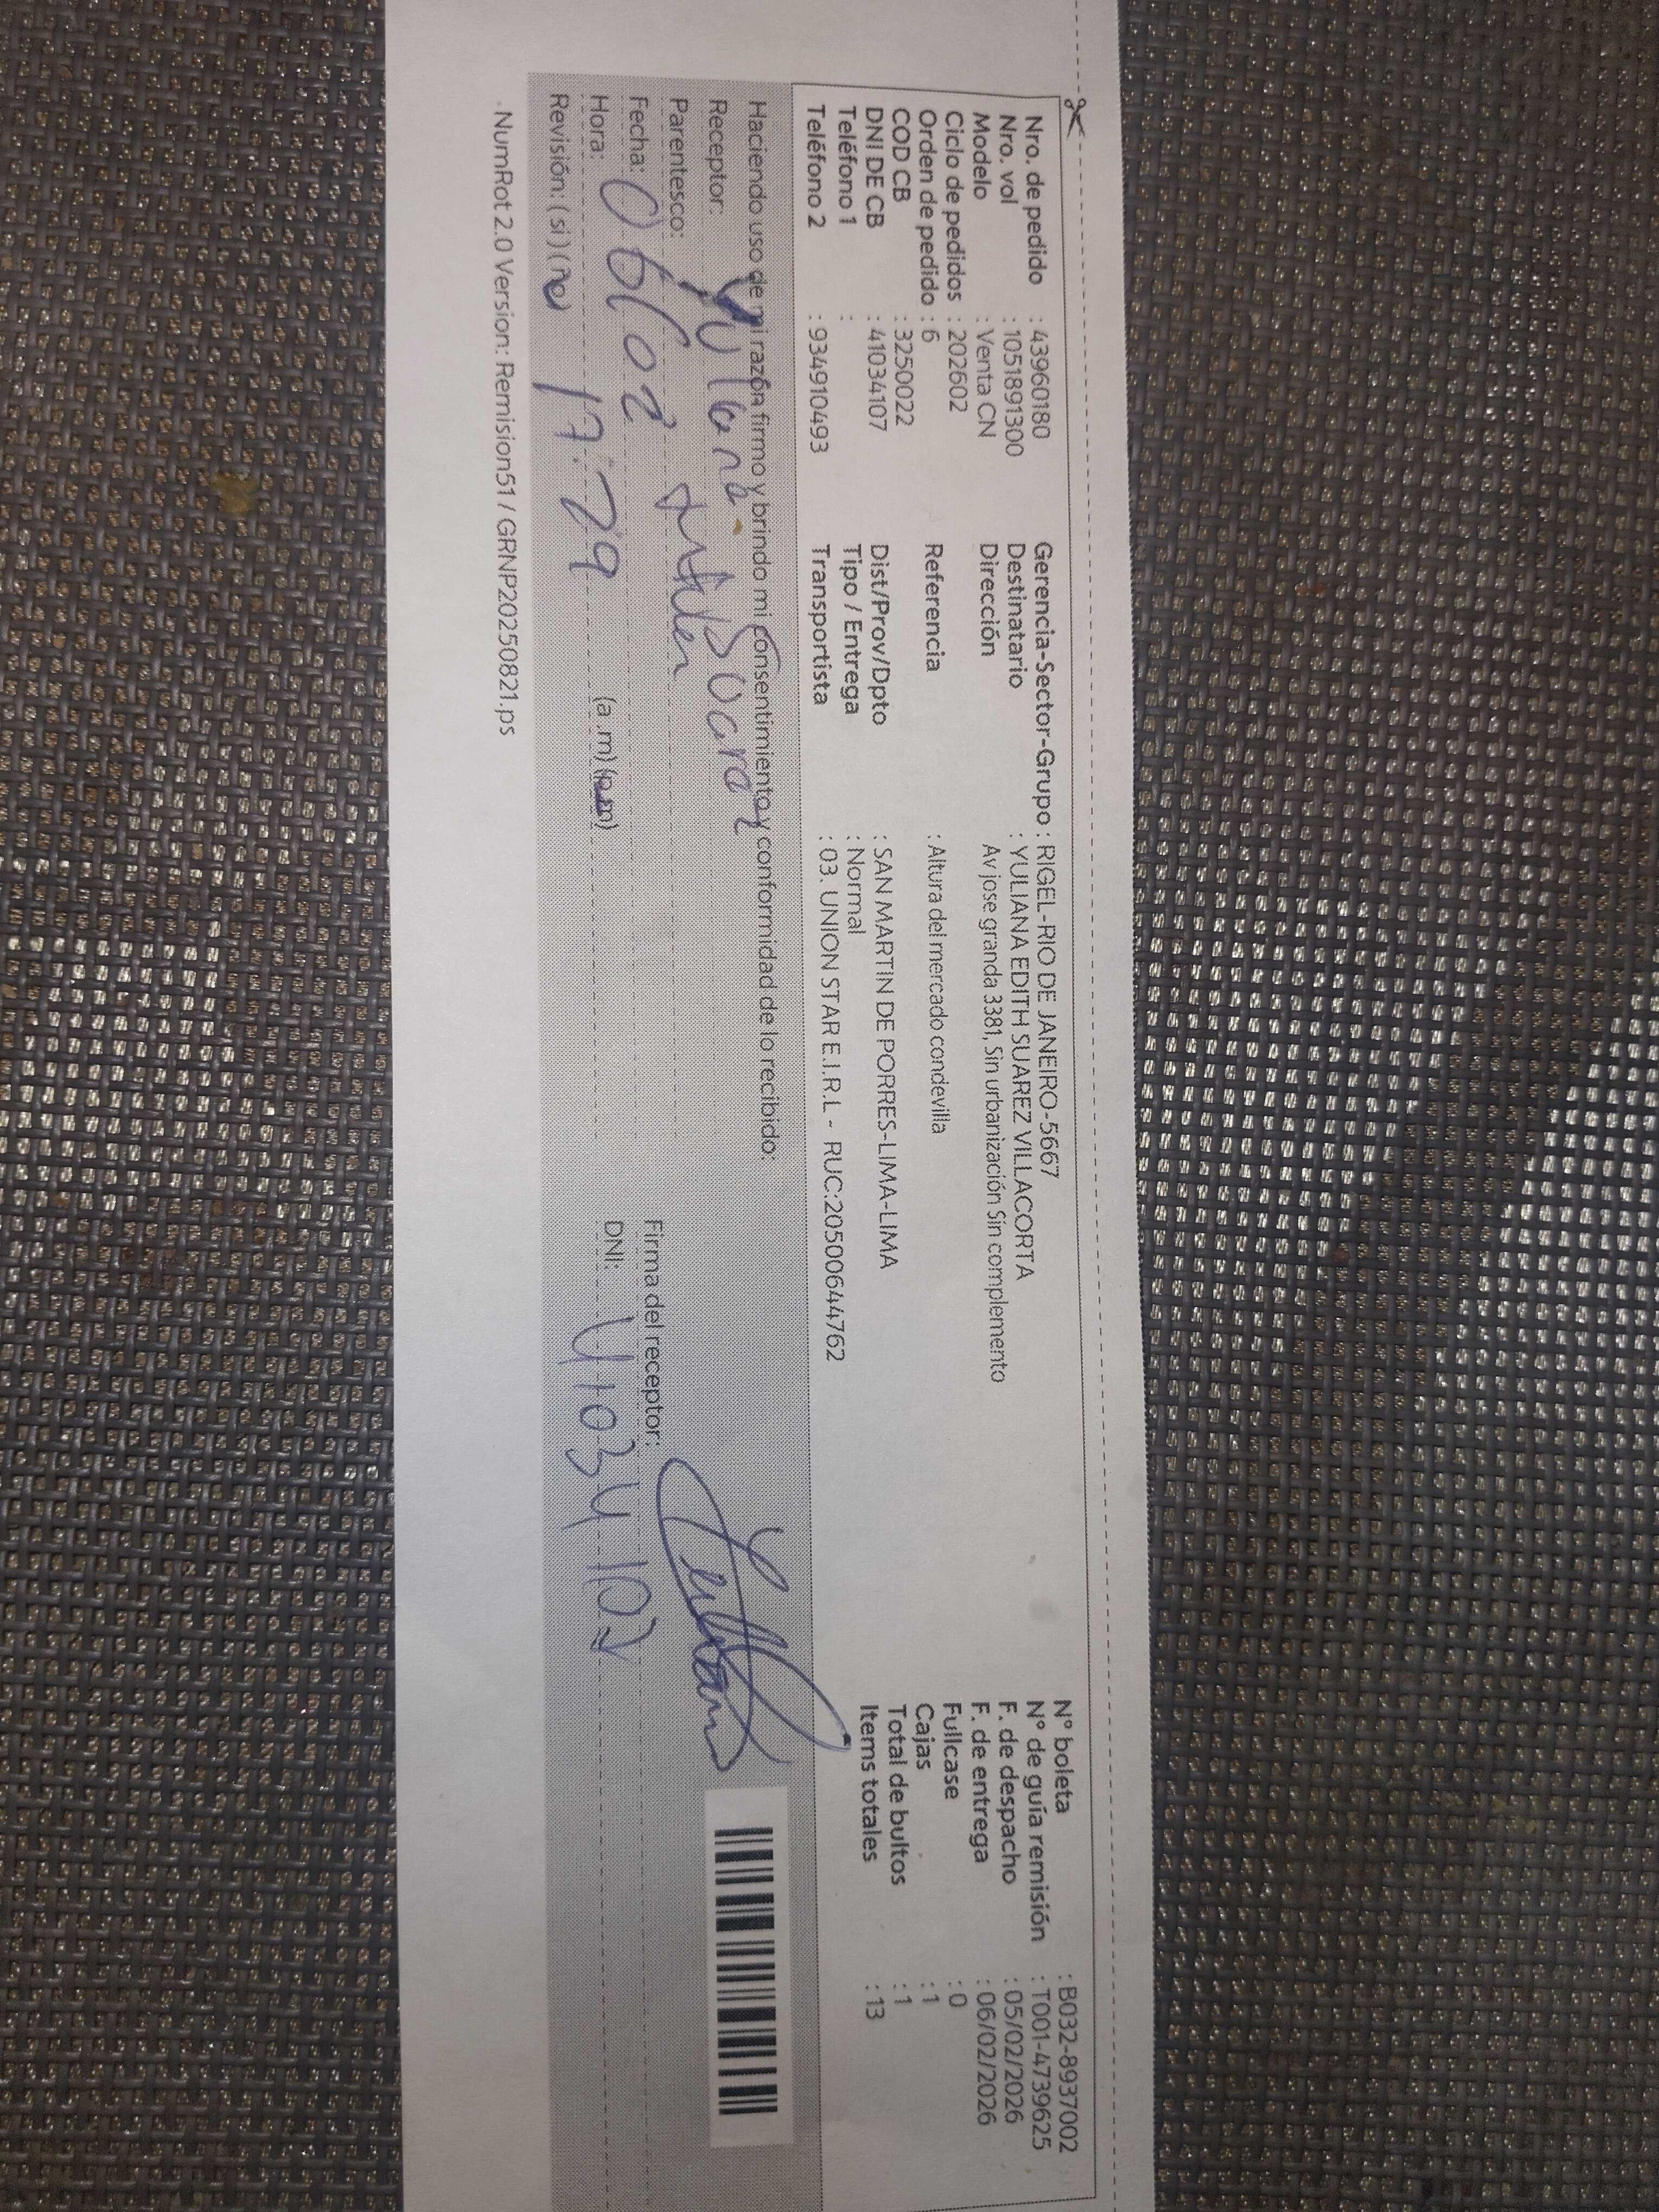 Nro. de pedido : 43960180
Nro. vol : 1051891300
Modelo : Venta CN
Ciclo de pedidos : 202602
Orden de pedido : 6
COD CB : 3250022
DNI DE CB : 41034107
Teléfono 1 :
Teléfono 2 : 934910493
Gerencia-Sector-Grupo : RIGEL-RIO DE JANEIRO-5667
Destinatario : YULIANA EDITH SUAREZ VILLACORTA
Dirección Av jose granda 3381, Sin urbanización Sin complemento
Referencia : Altura del mercado condevilla
Dist/Prov/Dpto : SAN MARTIN DE PORRES-LIMA-LIMA
Tipo / Entrega : Normal
Transportista : 03. UNION STAR E.I.R.L - RUC:20500644762
N° boleta : B032-8937002
N° de guía remisión : T001-4739625
F. de despacho : 05/02/2026
F. de entrega : 06/02/2026
Fullcase : 0
Cajas : 1
Total de bultos : 1
Items totales : 13
Haciendo uso de mi razón firmo y brindo mi consentimiento y conformidad de lo recibido:
Receptor:
Parentesco:
Fecha: 06/02
Hora: 17:29 (a.m) (p.m)
Revisión: (si) (no)
Firma del receptor:
DNI: 41034107
NumRot 2.0 Version: Remision51 / GRNP20250821.ps